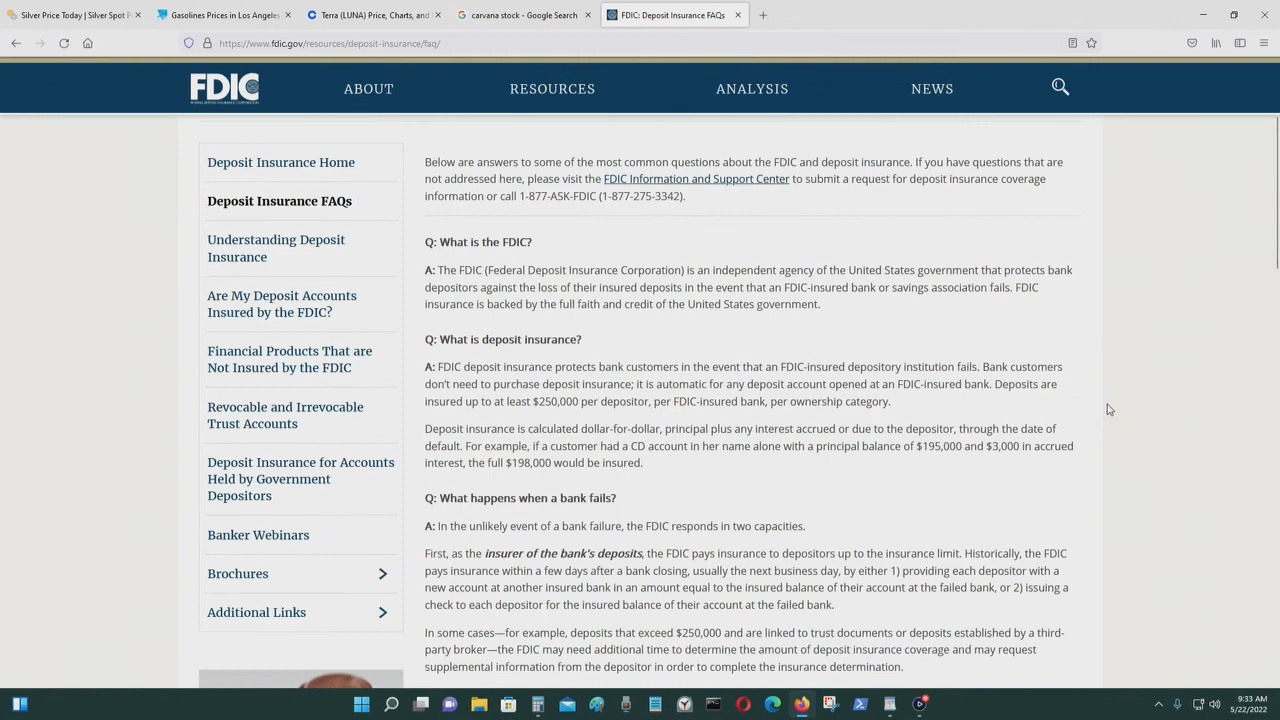 Silver Price Today | Silver Spot P
Gasolines Prices in Los Angeles
Terra (LUNA) Price, Charts, and
carvana stock - Google Search
FDIC: Deposit Insurance FAQs
https://www.fdic.gov/resources/deposit-insurance/faq/
FDIC
FEDERAL DEPOSIT INSURANCE CORPORATION
ABOUT
RESOURCES
ANALYSIS
NEWS
Deposit Insurance Home
Deposit Insurance FAQs
Understanding Deposit
Insurance
Are My Deposit Accounts
Insured by the FDIC?
Financial Products That are
Not Insured by the FDIC
Revocable and Irrevocable
Trust Accounts
Deposit Insurance for Accounts
Held by Government
Depositors
Banker Webinars
Brochures
Additional Links
Below are answers to some of the most common questions about the FDIC and deposit insurance. If you have questions that are
not addressed here, please visit the FDIC Information and Support Center to submit a request for deposit insurance coverage
information or call 1-877-ASK-FDIC (1-877-275-3342).
Q: What is the FDIC?
A: The FDIC (Federal Deposit Insurance Corporation) is an independent agency of the United States government that protects bank
depositors against the loss of their insured deposits in the event that an FDIC-insured bank or savings association fails. FDIC
insurance is backed by the full faith and credit of the United States government.
Q: What is deposit insurance?
A: FDIC deposit insurance protects bank customers in the event that an FDIC-insured depository institution fails. Bank customers
don't need to purchase deposit insurance; it is automatic for any deposit account opened at an FDIC-insured bank. Deposits are
insured up to at least $250,000 per depositor, per FDIC-insured bank, per ownership category.
Deposit insurance is calculated dollar-for-dollar, principal plus any interest accrued or due to the depositor, through the date of
default. For example, if a customer had a CD account in her name alone with a principal balance of $195,000 and $3,000 in accrued
interest, the full $198,000 would be insured.
Q: What happens when a bank fails?
A: In the unlikely event of a bank failure, the FDIC responds in two capacities.
First, as the insurer of the bank's deposits, the FDIC pays insurance to depositors up to the insurance limit. Historically, the FDIC
pays insurance within a few days after a bank closing, usually the next business day, by either 1) providing each depositor with a
new account at another insured bank in an amount equal to the insured balance of their account at the failed bank, or 2) issuing a
check to each depositor for the insured balance of their account at the failed bank.
In some cases—for example, deposits that exceed $250,000 and are linked to trust documents or deposits established by a third-
party broker—the FDIC may need additional time to determine the amount of deposit insurance coverage and may request
supplemental information from the depositor in order to complete the insurance determination.
9:33 AM
5/22/2022